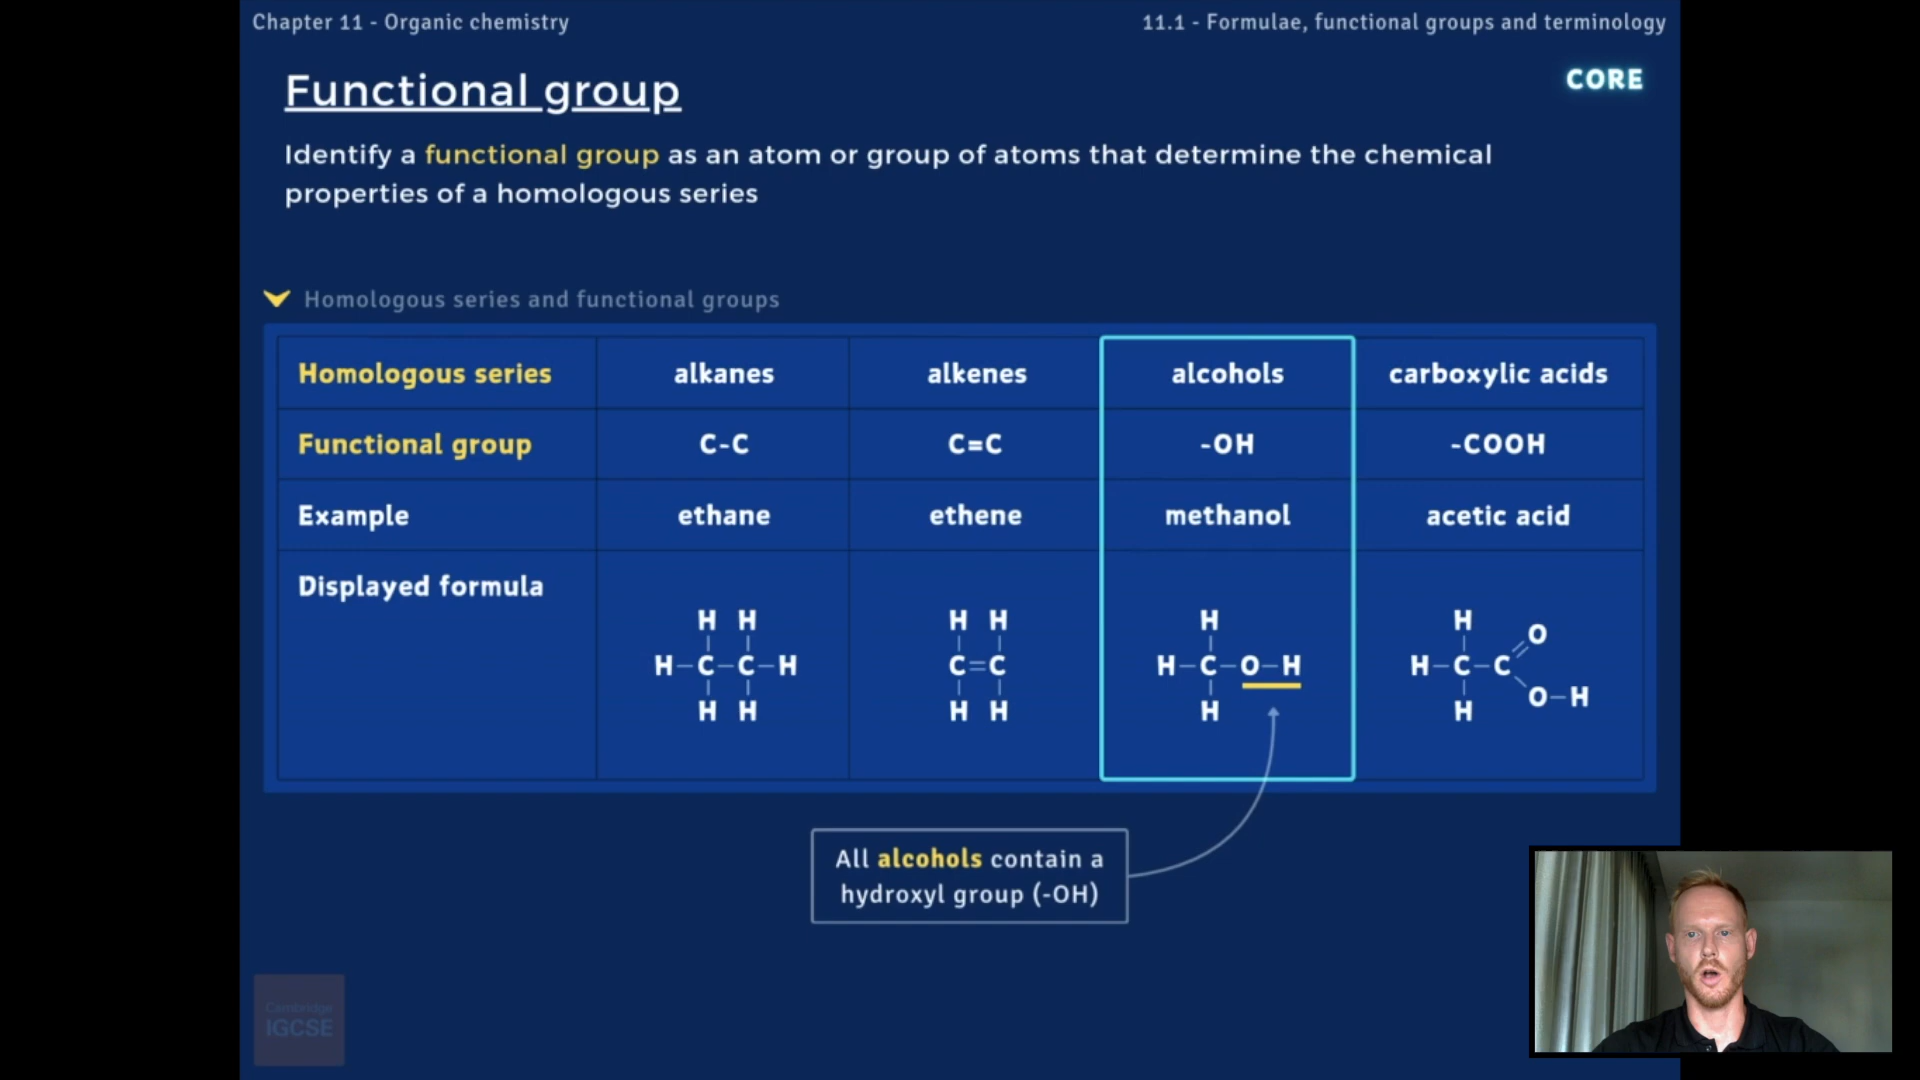 Chapter 11 - Organic chemistry
11.1 - Formulae, functional groups and terminology
CORE
Functional group
Identify a functional group as an atom or group of atoms that determine the chemical
properties of a homologous series
Homologous series and functional groups
Homologous series alkanes alkenes alcohols carboxylic acids
Functional group C-C C=C -OH -COOH
Example ethane ethene methanol acetic acid
Displayed formula
H H H H H H O
H-C-C-H C=C H-C-O-H H-C-C
O-H
H H H H H H
All alcohols contain a
hydroxyl group (-OH)
Cambridge
IGCSE